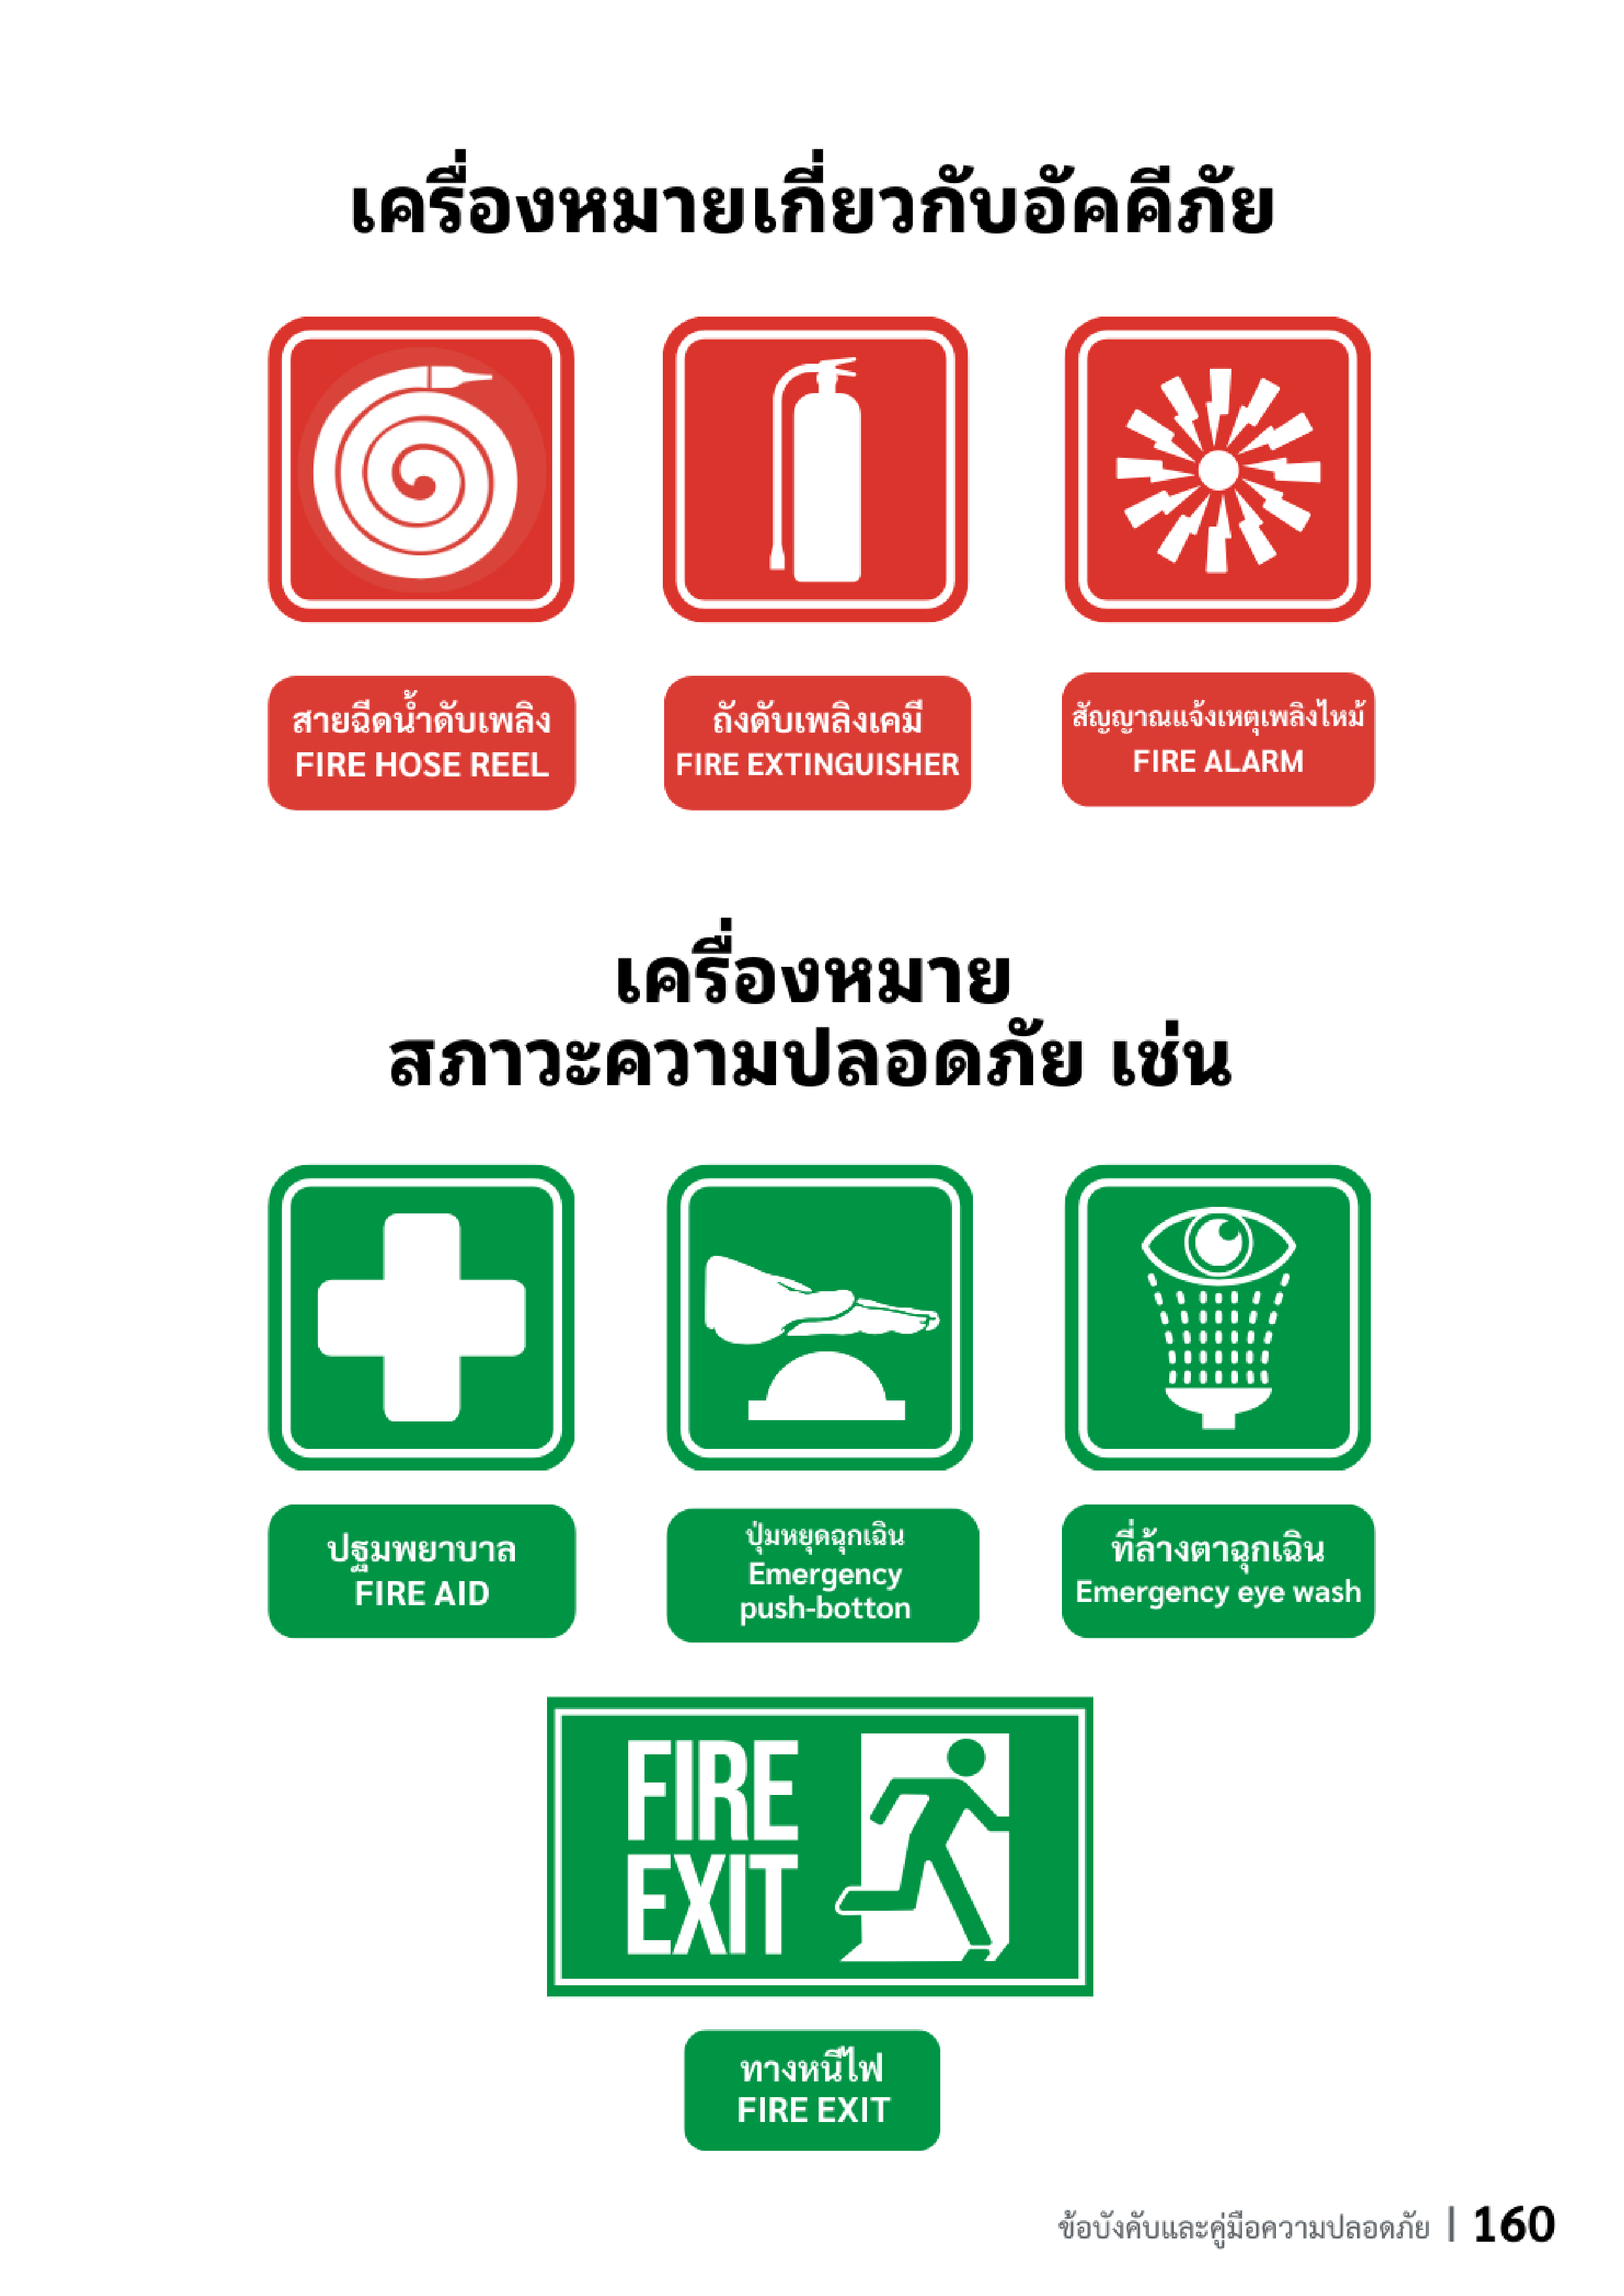 เครื่องหมายเกี่ยวกับอัคคีภัย
สายฉีดน้ำดับเพลิง
FIRE HOSE REEL
ถังดับเพลิงเคมี
FIRE EXTINGUISHER
สัญญาณแจ้งเหตุเพลิงไหม้
FIRE ALARM
เครื่องหมาย
สภาวะความปลอดภัย เช่น
ปฐมพยาบาล
FIRE AID
ปุ่มหยุดฉุกเฉิน
Emergency
push-botton
ที่ล้างตาฉุกเฉิน
Emergency eye wash
FIRE
EXIT
ทางหนีไฟ
FIRE EXIT
ข้อบังคับและคู่มือความปลอดภัย | 160